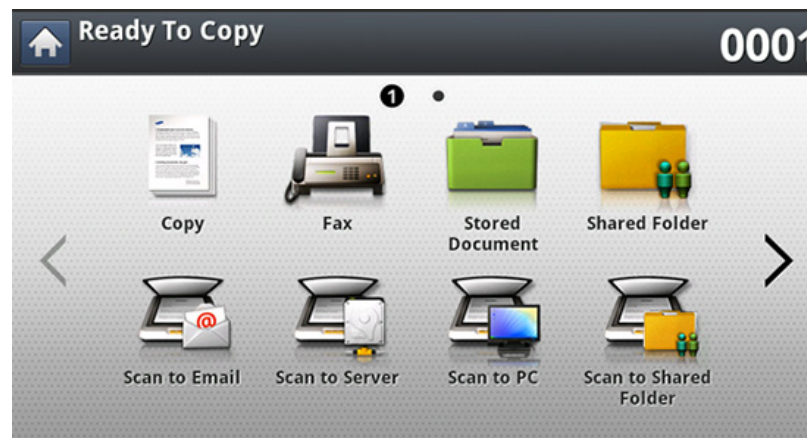 Ready To Copy
0001
1
Copy
Fax
Stored
Document
Shared Folder
@
Scan to Email
Scan to Server
Scan to PC
Scan to Shared
Folder